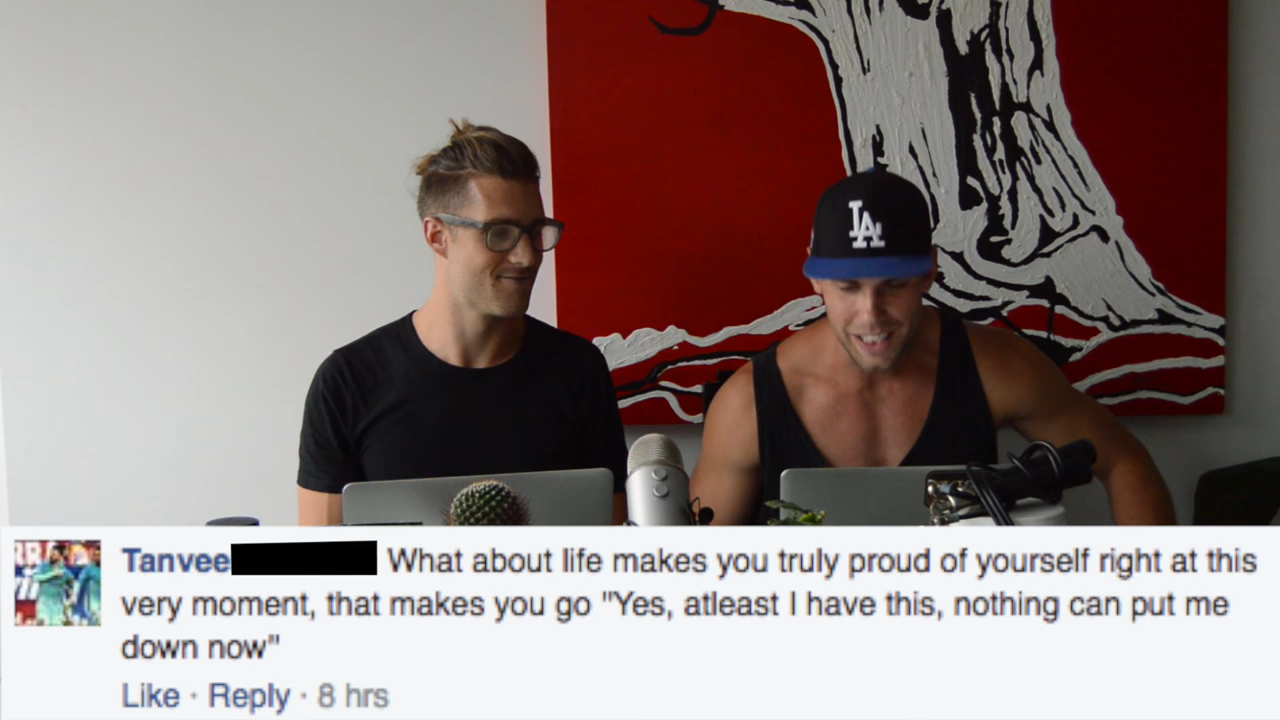 LA
Tanvee What about life makes you truly proud of yourself right at this
very moment, that makes you go "Yes, atleast I have this, nothing can put me
down now"
Like · Reply · 8 hrs